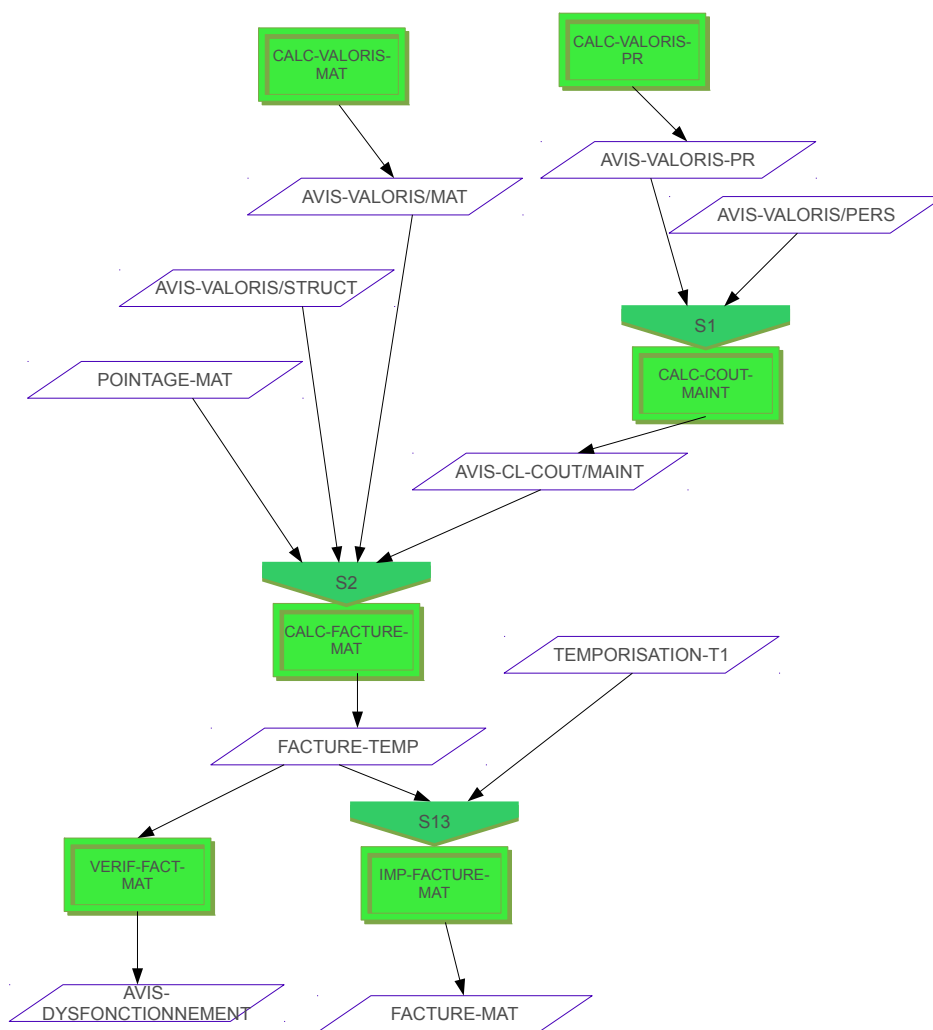 CALC-VALORIS-
MAT
CALC-VALORIS-
PR
AVIS-VALORIS-PR
AVIS-VALORIS/MAT
AVIS-VALORIS/PERS
AVIS-VALORIS/STRUCT
S1
POINTAGE-MAT
CALC-COUT-
MAINT
AVIS-CL-COUT/MAINT
S2
CALC-FACTURE-
MAT
TEMPORISATION-T1
FACTURE-TEMP
S13
VERIF-FACT-
MAT
IMP-FACTURE-
MAT
AVIS-
DYSFONCTIONNEMENT
FACTURE-MAT